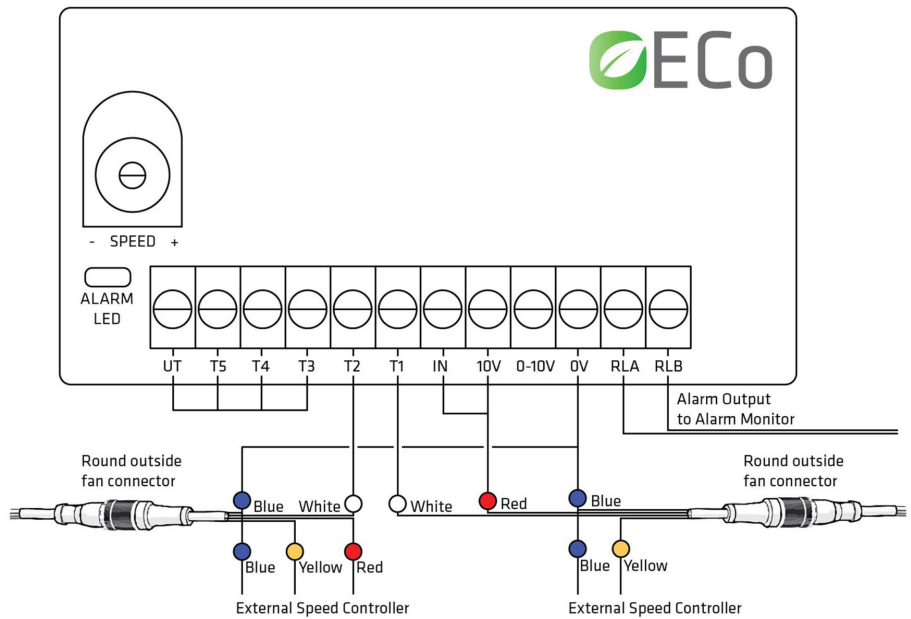 ECo
- SPEED +
ALARM
LED
UT T5 T4 T3 T2 T1 IN 10V 0-10V 0V RLA RLB
Alarm Output
to Alarm Monitor
Round outside
fan connector
Round outside
fan connector
Blue White White Red Blue
Blue Yellow Red Blue Yellow
External Speed Controller External Speed Controller